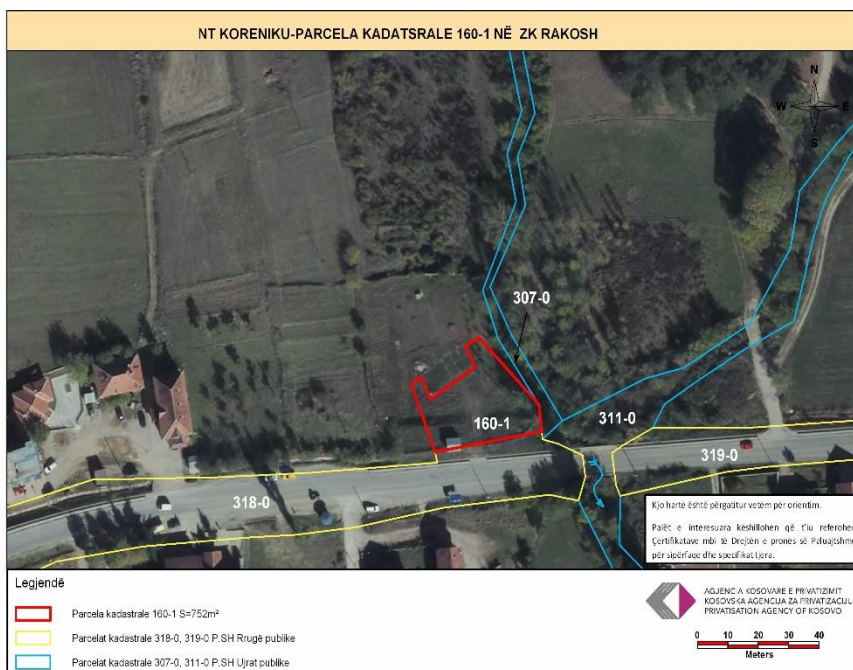 NT KORENIKU-PARCELA KADATSRALE 160-1 NË ZK RAKOSH
N
W E
S
307-0
160-1
311-0
319-0
318-0
Kjo hartë është përgatitur vetëm për orientim.
Palët e interesuara këshillohen që t'iu referohen
Çertifikatave mbi të Drejtën e pronës së Paluajtshme
për sipërfaqe dhe specifikat tjera.
Legjendë
Parcela kadastrale 160-1 S=752m²
Parcelat kadastrale 318-0, 319-0 P.SH Rrugë publike
Parcelat kadastrale 307-0, 311-0 P.SH Ujrat publike
AGJENCIA KOSOVARE E PRIVATIZIMIT
KOSOVSKA AGENCIJA ZA PRIVATIZACIJU
PRIVATISATION AGENCY OF KOSOVO
0 10 20 30 40
Meters